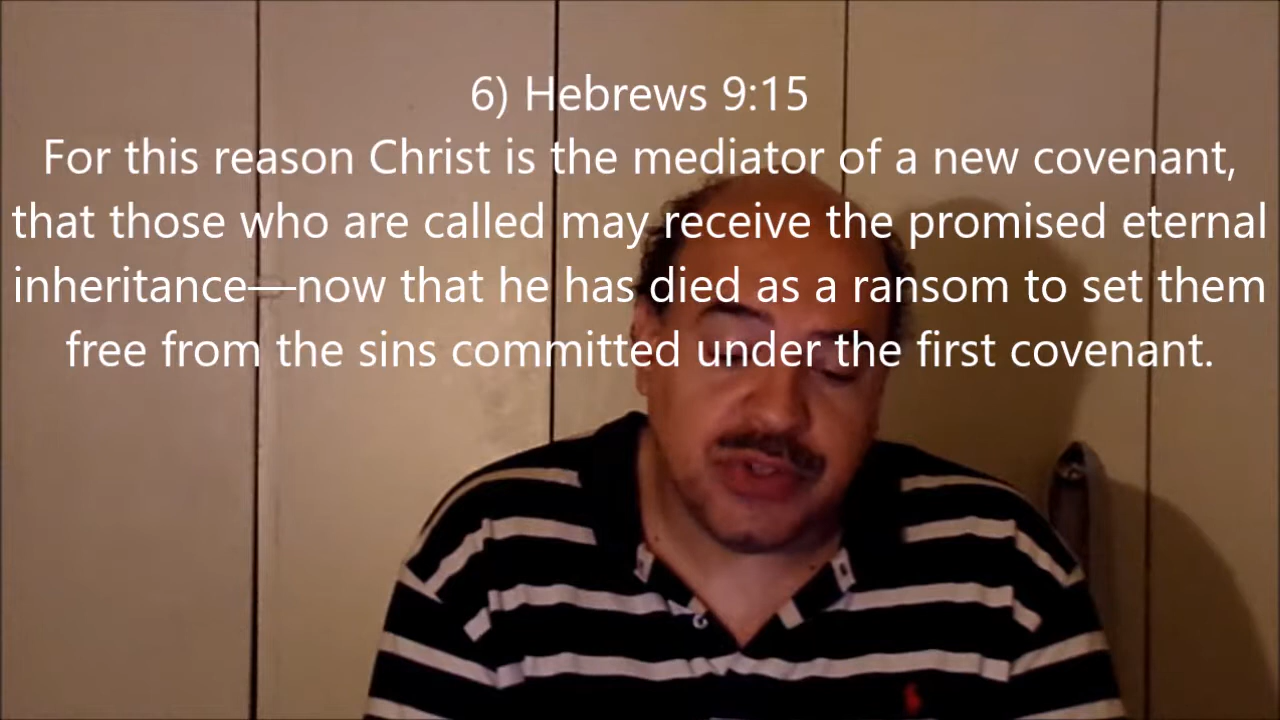 6) Hebrews 9:15
For this reason Christ is the mediator of a new covenant,
that those who are called may receive the promised eternal
inheritance—now that he has died as a ransom to set them
free from the sins committed under the first covenant.